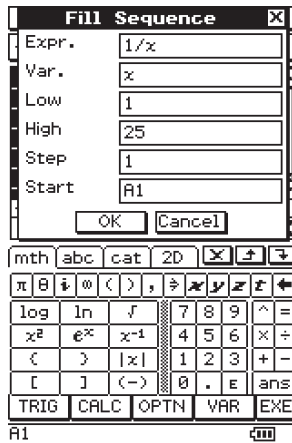 Fill Sequence X
Expr. 1/x
Var. x
Low 1
High 25
Step 1
Start A1
OK Cancel
mth abc cat 2D
π θ i ∞ ( ) , ⇒ x y z t ←
log ln √ 7 8 9 ^ =
x² eˣ x⁻¹ 4 5 6 × ÷
( ) |x| 1 2 3 + −
[ ] (−) 0 . E ans
TRIG CALC OPTN VAR EXE
A1